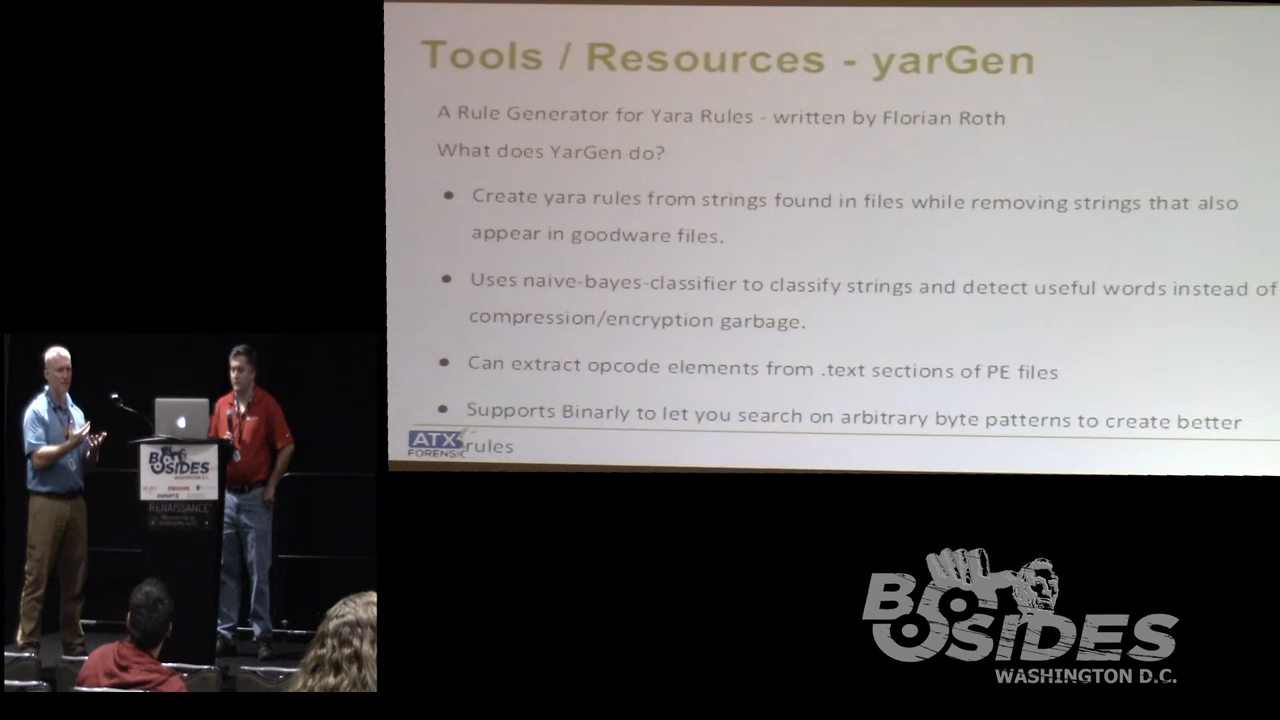 Tools / Resources - yarGen
A Rule Generator for Yara Rules - written by Florian Roth
What does YarGen do?
Create yara rules from strings found in files while removing strings that also
appear in goodware files.
Uses naive-bayes-classifier to classify strings and detect useful words instead of
compression/encryption garbage.
Can extract opcode elements from .text sections of PE files
Supports Binarly to let you search on arbitrary byte patterns to create better
rules
ATX
FORENSIC
BSIDES
WASHINGTON D.C.
RENAISSANCE
BSIDES
WASHINGTON D.C.